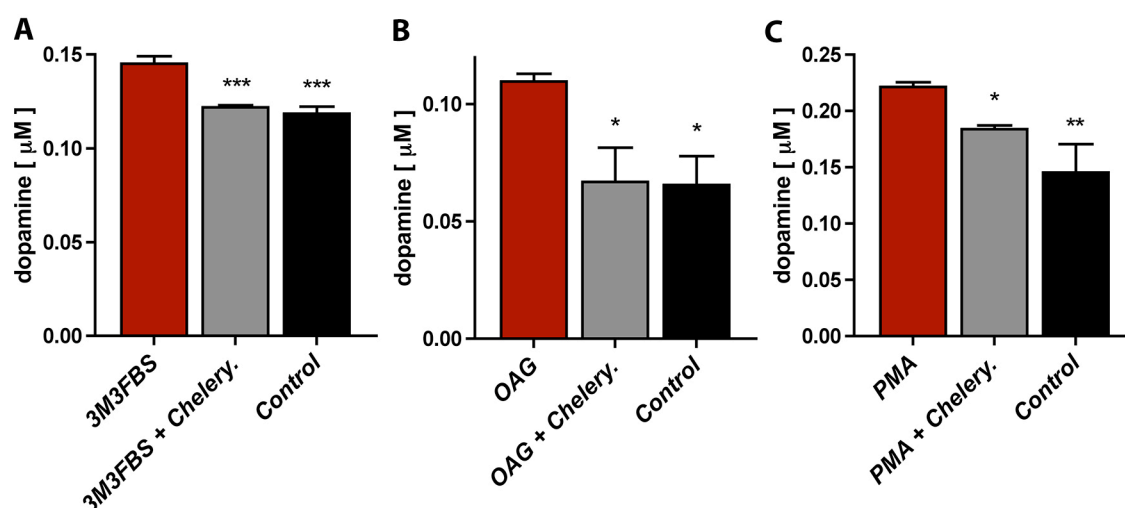 A
dopamine [ μM ]
0.15
0.10
0.05
0.00
***
***
3M3FBS
3M3FBS + Chelery.
Control
B
dopamine [ μM ]
0.10
0.05
0.00
*
*
OAG
OAG + Chelery.
Control
C
dopamine [ μM ]
0.25
0.20
0.15
0.10
0.05
0.00
*
**
PMA
PMA + Chelery.
Control